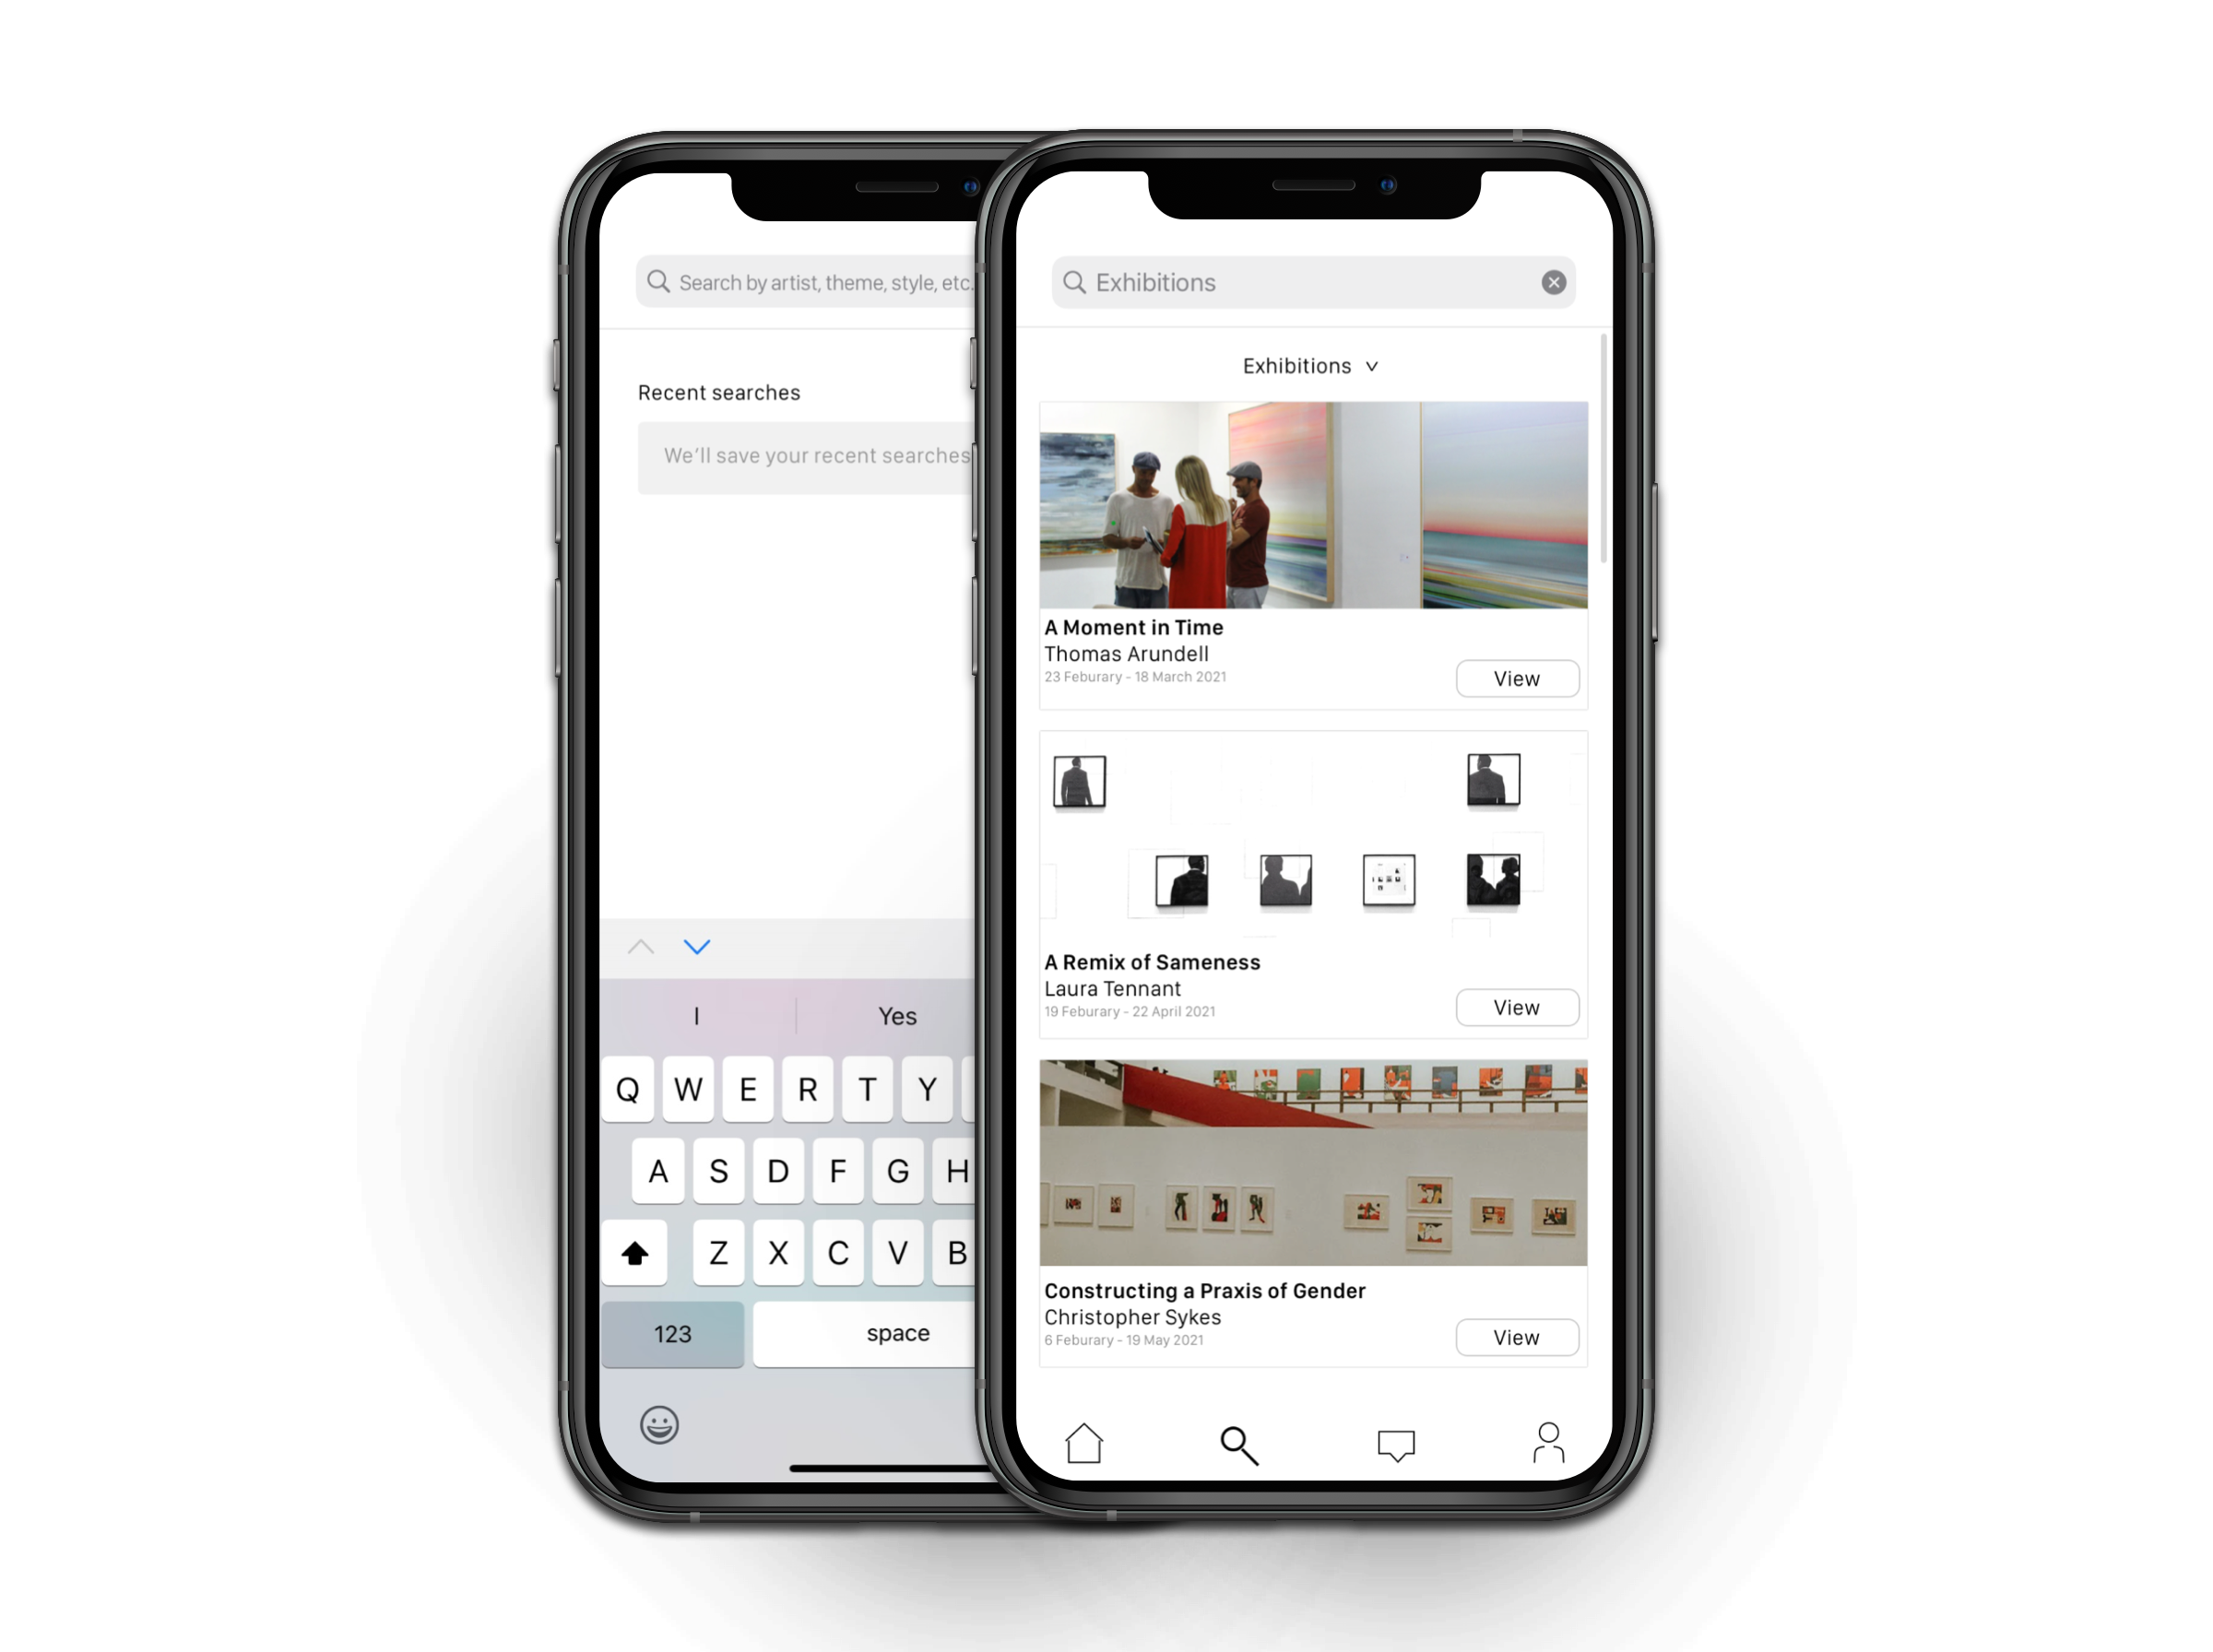 Search by artist, theme, style, etc.
Recent searches
We'll save your recent searches
I
Yes
Q W E R T Y
A S D F G H
Z X C V B
123
space
Exhibitions
Exhibitions
A Moment in Time
Thomas Arundell
23 Feburary - 18 March 2021
View
A Remix of Sameness
Laura Tennant
19 Feburary - 22 April 2021
View
Constructing a Praxis of Gender
Christopher Sykes
6 Feburary - 19 May 2021
View